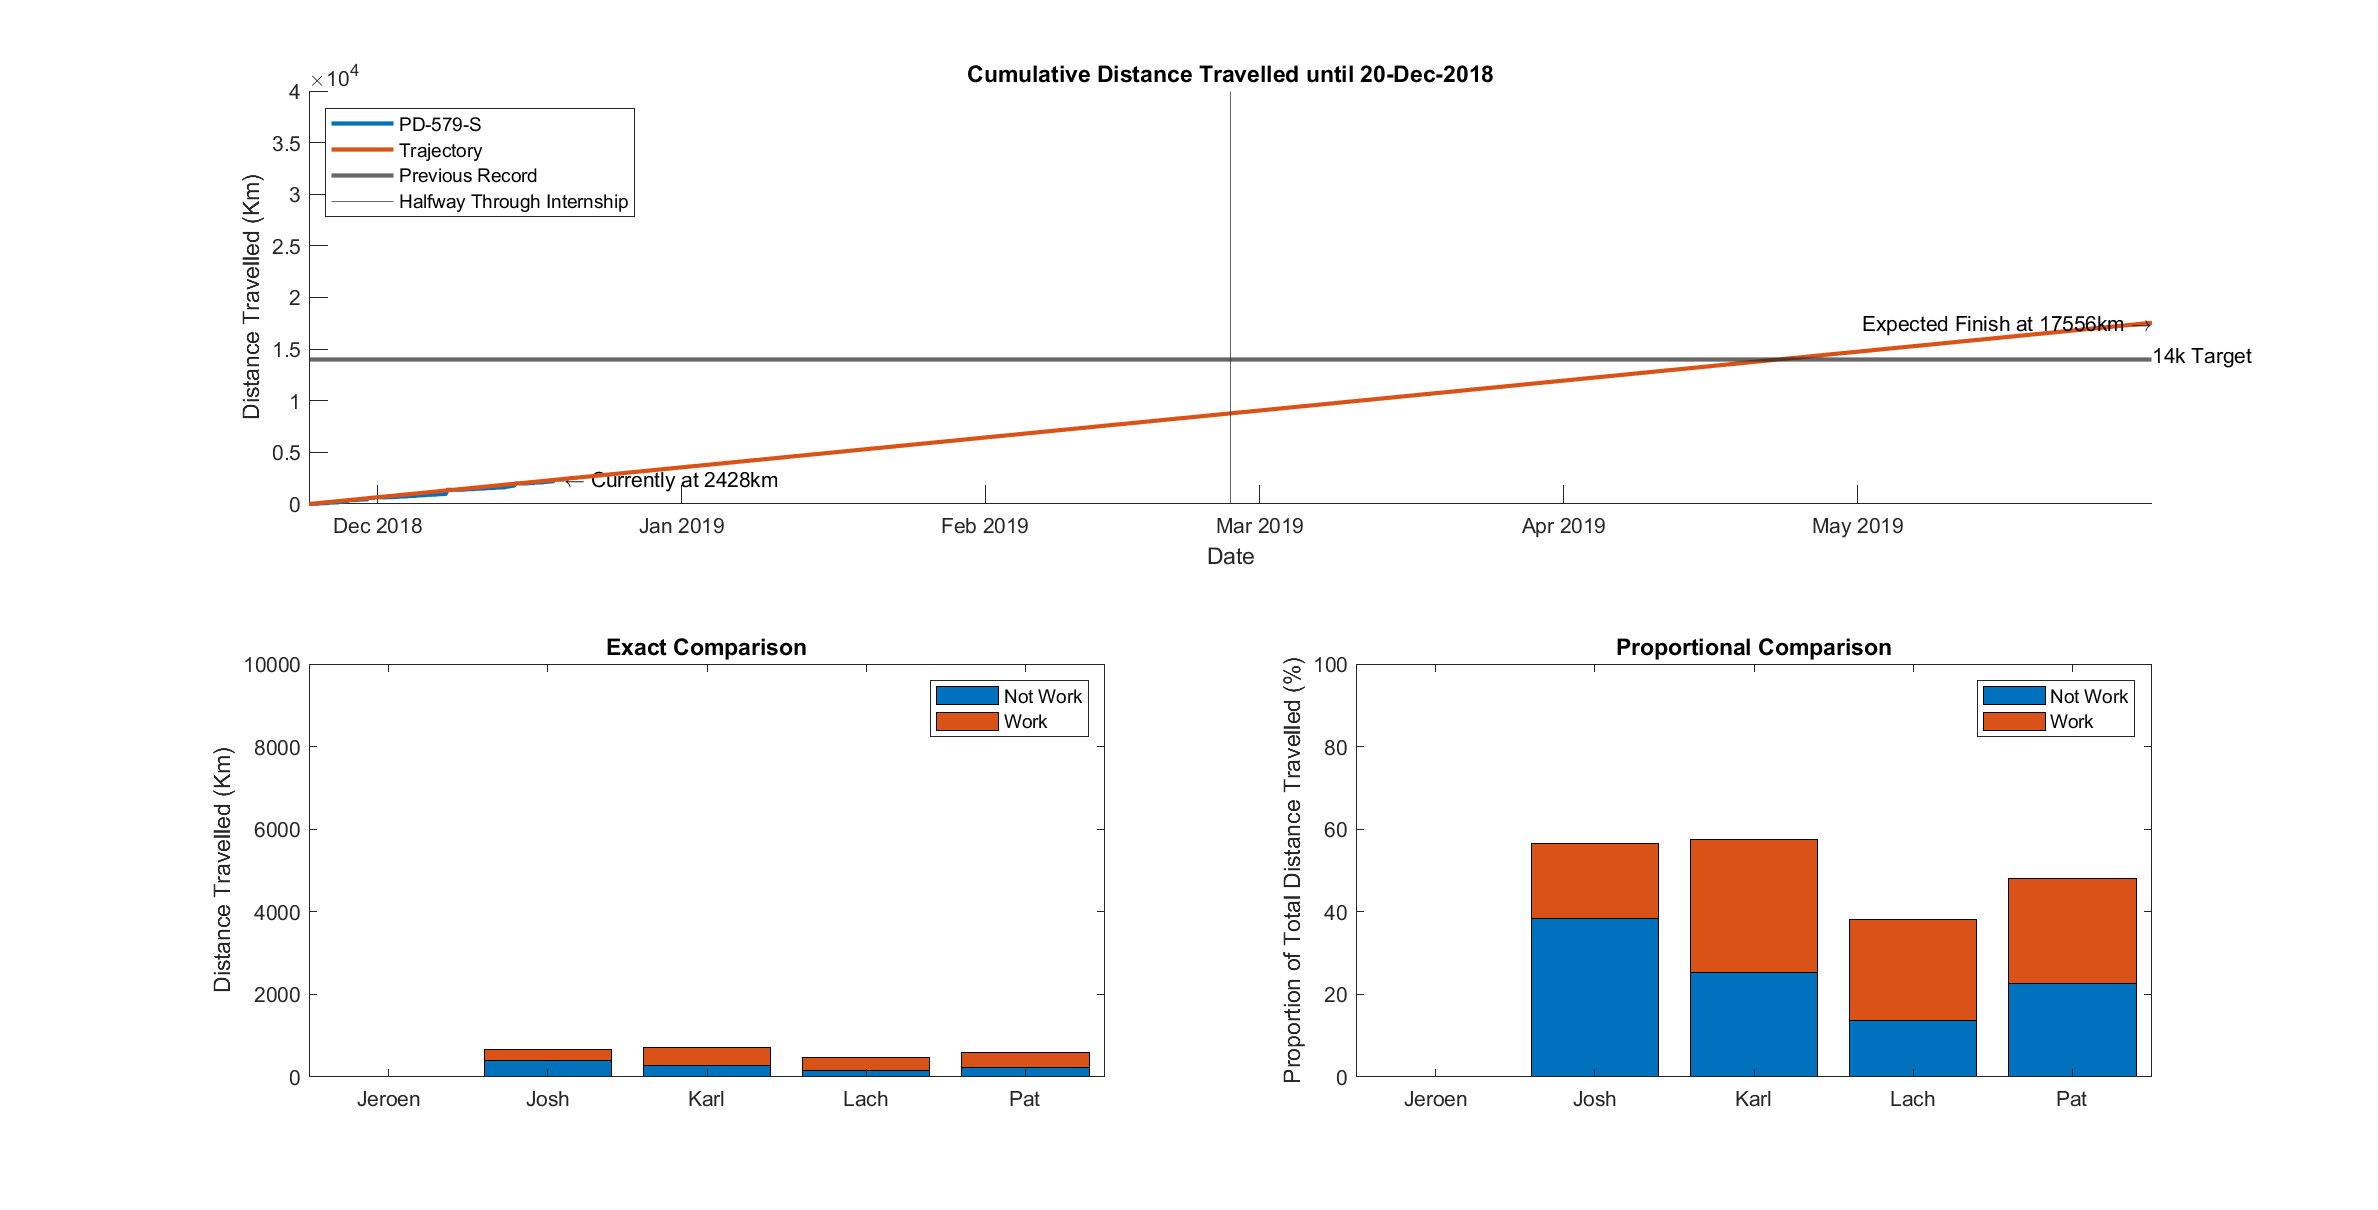 Cumulative Distance Travelled until 20-Dec-2018
×10⁴
4
3.5
3
2.5
2
1.5
1
0.5
0
Distance Travelled (Km)
PD-579-S
Trajectory
Previous Record
Halfway Through Internship
Expected Finish at 17556km →
14k Target
← Currently at 2428km
Dec 2018 Jan 2019 Feb 2019 Mar 2019 Apr 2019 May 2019
Date
Exact Comparison
10000
8000
6000
4000
2000
0
Distance Travelled (Km)
Not Work
Work
Jeroen Josh Karl Lach Pat
Proportional Comparison
100
80
60
40
20
0
Proportion of Total Distance Travelled (%)
Not Work
Work
Jeroen Josh Karl Lach Pat